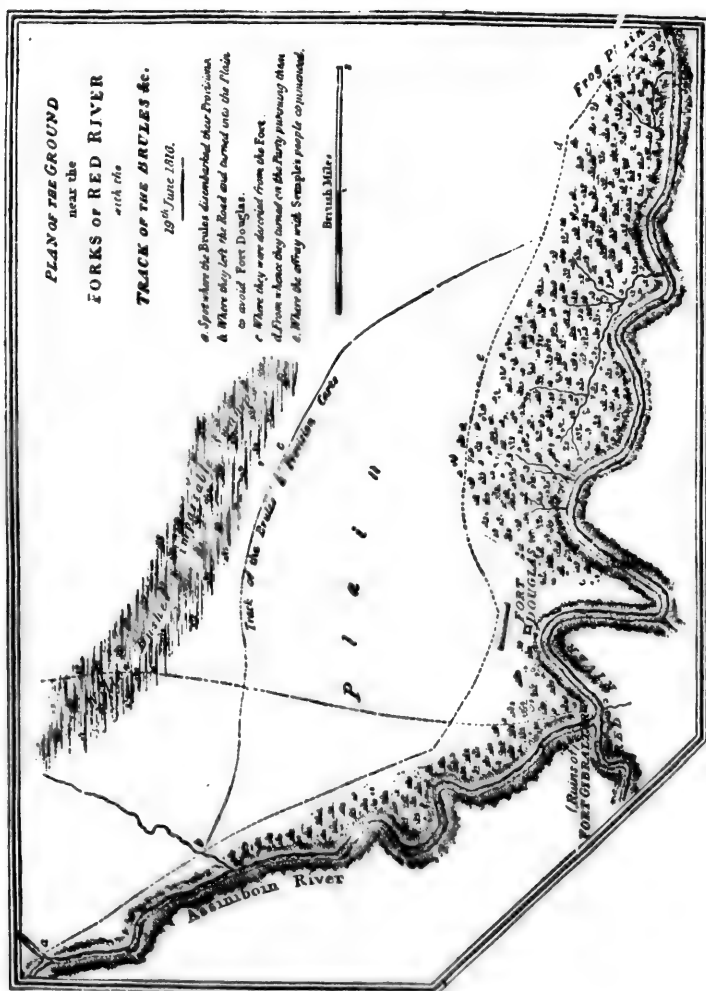 PLAN OF THE GROUND
near the
FORKS OF RED RIVER
with the
TRACK OF THE BRULES &c.
19th June 1816.
a. Spot where the Brules disembarked their Provisions.
b. Where they left the Road and turned into the Plain
to avoid Fort Douglas.
c. Where they were descried from the Fort.
d. From whence they turned on the Party pursuing them
e. Where the affray with Semple's people commenced.
British Miles
Frog Plain
d
e
c
Impassable Swamp
Track of the Brules & Provision Carts
Plain
FORT
DOUGLAS
RED RIVER
(Ruins of)
FORT GIBRALTAR
Assiniboin River
a